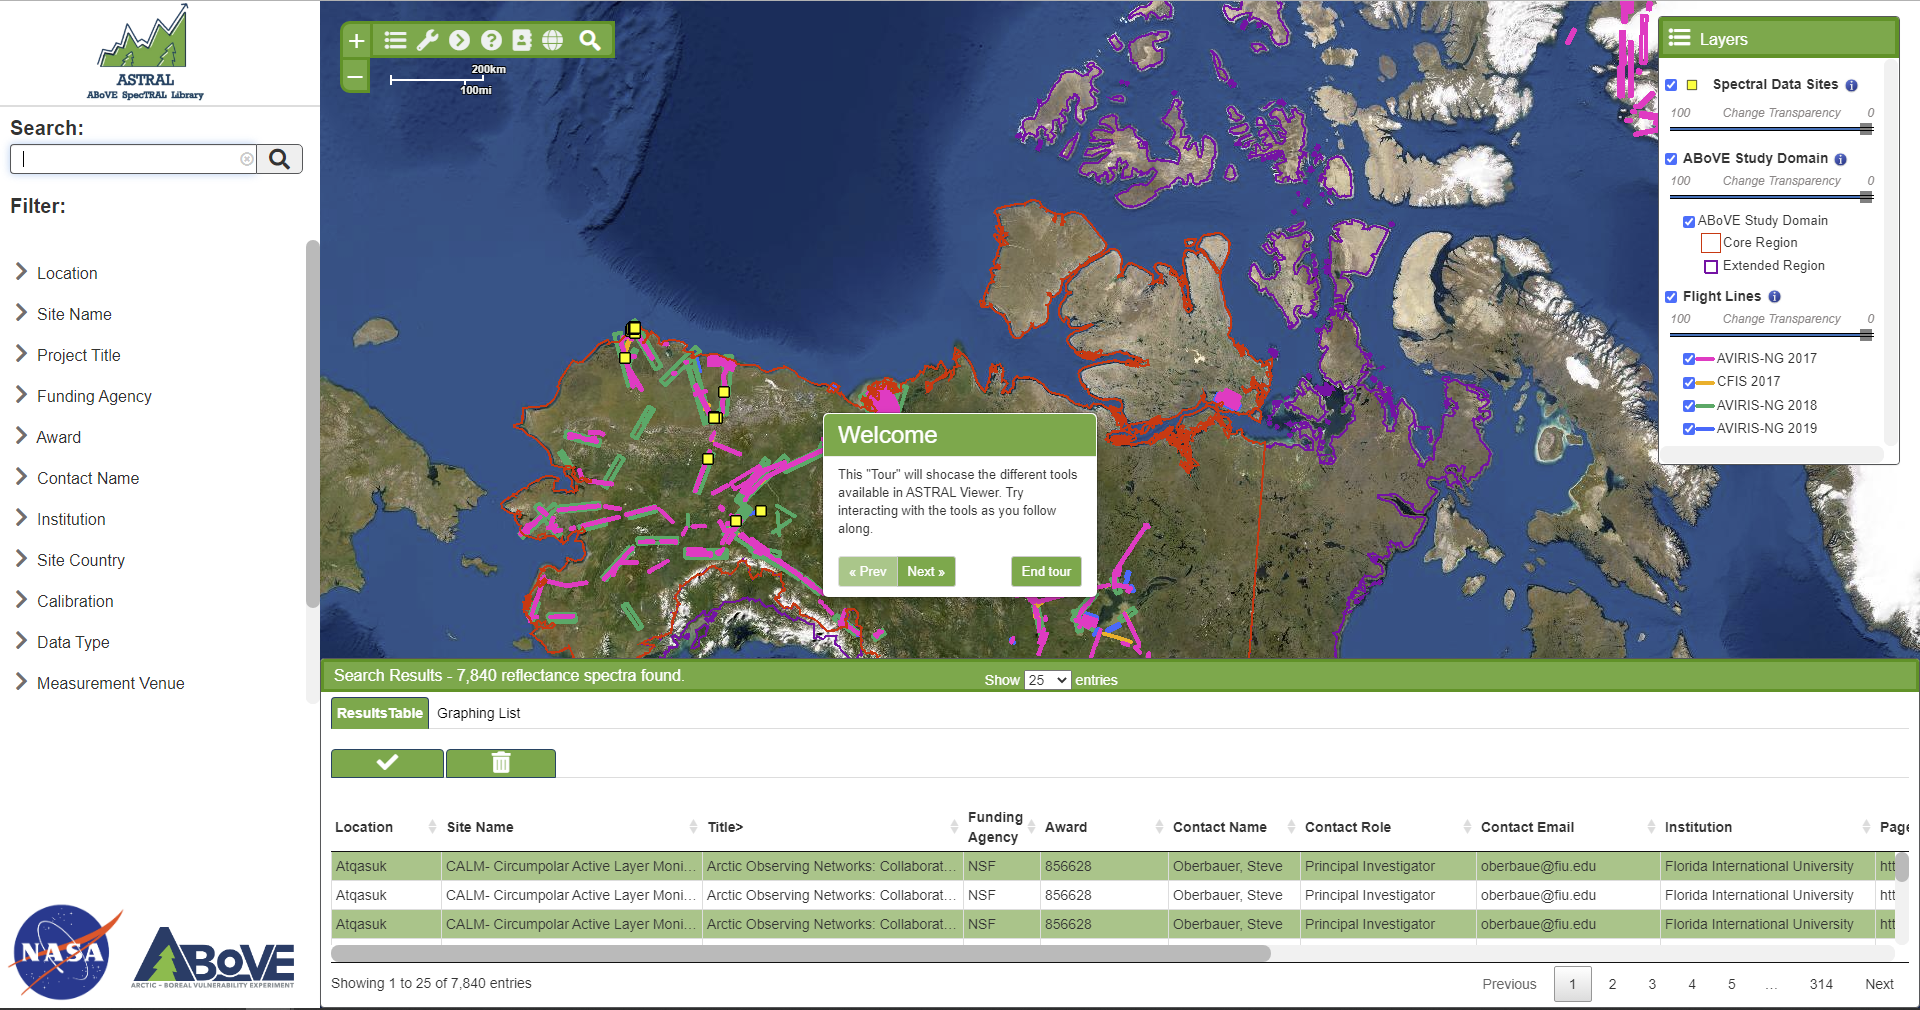 ASTRAL
ABoVE SpecTRAL Library
Search:
Filter:
Location
Site Name
Project Title
Funding Agency
Award
Contact Name
Institution
Site Country
Calibration
Data Type
Measurement Venue
NASA
ABoVE
ARCTIC - BOREAL VULNERABILITY EXPERIMENT
+
−
200km
100mi
Layers
Spectral Data Sites
100 Change Transparency 0
ABoVE Study Domain
100 Change Transparency 0
ABoVE Study Domain
Core Region
Extended Region
Flight Lines
100 Change Transparency 0
AVIRIS-NG 2017
CFIS 2017
AVIRIS-NG 2018
AVIRIS-NG 2019
Welcome
This "Tour" will shocase the different tools
available in ASTRAL Viewer. Try
interacting with the tools as you follow
along.
« Prev Next » End tour
Search Results - 7,840 reflectance spectra found. Show 25 entries
ResultsTable Graphing List
Location Site Name Title> Funding Agency Award Contact Name Contact Role Contact Email Institution Page
Atqasuk CALM- Circumpolar Active Layer Moni... Arctic Observing Networks: Collaborat... NSF 856628 Oberbauer, Steve Principal Investigator oberbaue@fiu.edu Florida International University htt
Atqasuk CALM- Circumpolar Active Layer Moni... Arctic Observing Networks: Collaborat... NSF 856628 Oberbauer, Steve Principal Investigator oberbaue@fiu.edu Florida International University htt
Atqasuk CALM- Circumpolar Active Layer Moni... Arctic Observing Networks: Collaborat... NSF 856628 Oberbauer, Steve Principal Investigator oberbaue@fiu.edu Florida International University htt
Showing 1 to 25 of 7,840 entries Previous 1 2 3 4 5 … 314 Next